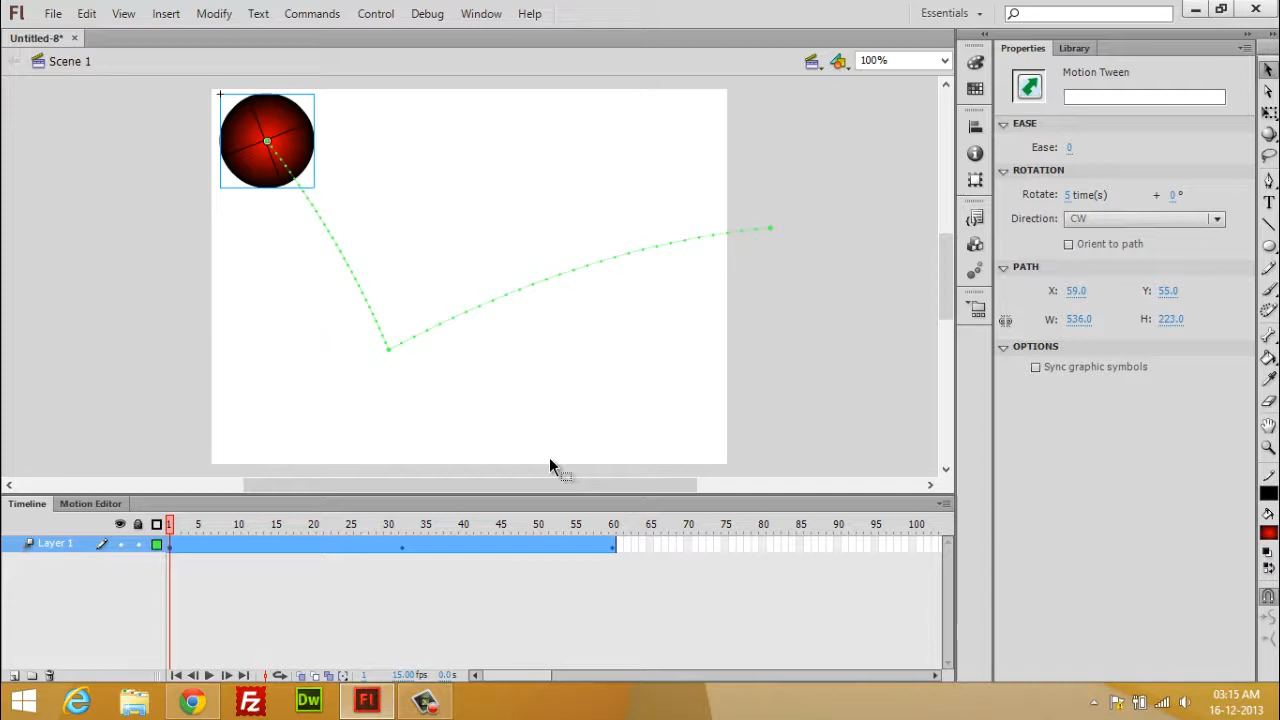 Fl File Edit View Insert Modify Text Commands Control Debug Window Help Essentials
Untitled-8*
Scene 1 100%
Properties Library
Motion Tween
EASE
Ease: 0
ROTATION
Rotate: 5 time(s) + 0 °
Direction: CW
Orient to path
PATH
X: 59.0 Y: 55.0
W: 536.0 H: 223.0
OPTIONS
Sync graphic symbols
Timeline Motion Editor
1 5 10 15 20 25 30 35 40 45 50 55 60 65 70 75 80 85 90 95 100
Layer 1
1 15.00 fps 0.0 s
Fz Dw Fl
03:15 AM
16-12-2013